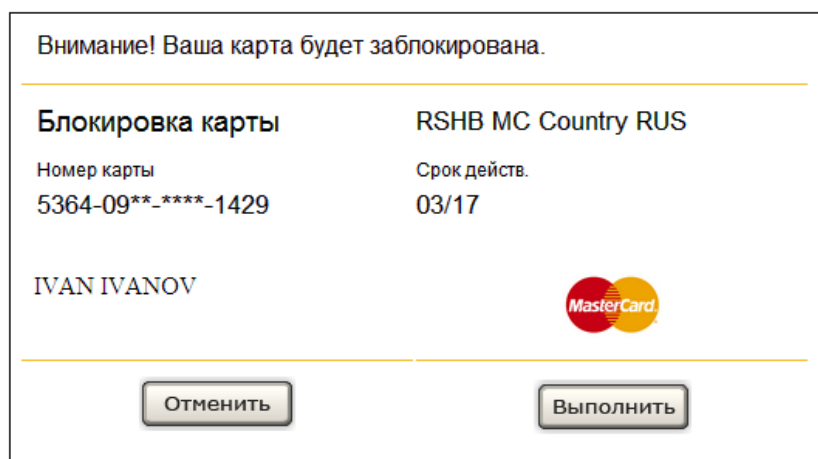 Внимание! Ваша карта будет заблокирована.
Блокировка карты RSHB MC Country RUS
Номер карты Срок действ.
5364-09**-****-1429 03/17
IVAN IVANOV
MasterCard
Отменить Выполнить